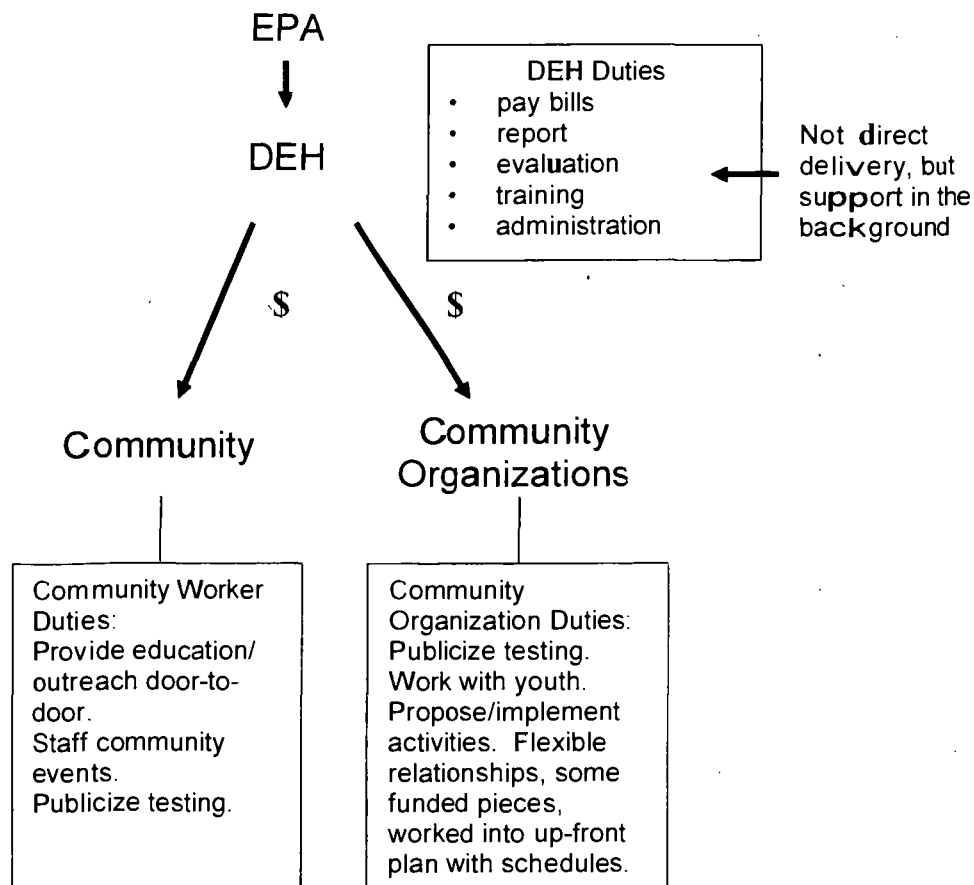 EPA
DEH
DEH Duties
• pay bills
• report
• evaluation
• training
• administration
Not direct
delivery, but
support in the
background
$
$
Community
Community
Organizations
Community Worker
Duties:
Provide education/
outreach door-to-
door.
Staff community
events.
Publicize testing.
Community
Organization Duties:
Publicize testing.
Work with youth.
Propose/implement
activities. Flexible
relationships, some
funded pieces,
worked into up-front
plan with schedules.